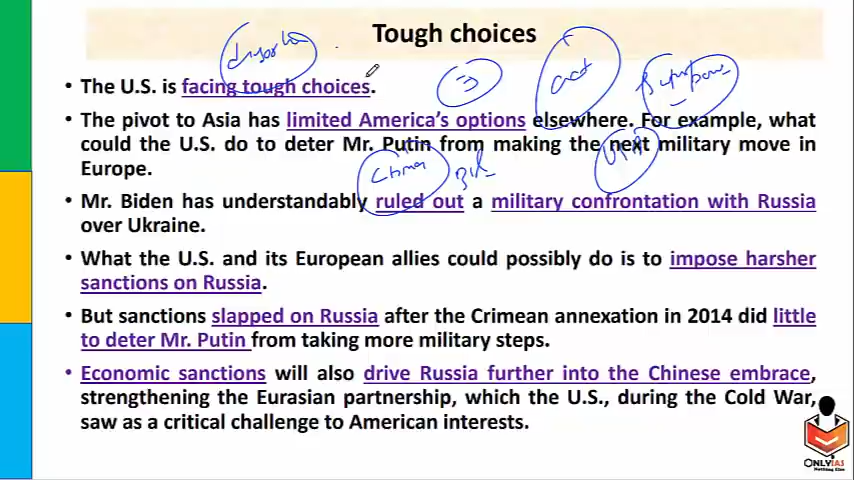 Tough choices
• The U.S. is facing tough choices.
• The pivot to Asia has limited America's options elsewhere. For example, what
could the U.S. do to deter Mr. Putin from making the next military move in
Europe.
• Mr. Biden has understandably ruled out a military confrontation with Russia
over Ukraine.
• What the U.S. and its European allies could possibly do is to impose harsher
sanctions on Russia.
• But sanctions slapped on Russia after the Crimean annexation in 2014 did little
to deter Mr. Putin from taking more military steps.
• Economic sanctions will also drive Russia further into the Chinese embrace,
strengthening the Eurasian partnership, which the U.S., during the Cold War,
saw as a critical challenge to American interests.
China
ONLYIAS